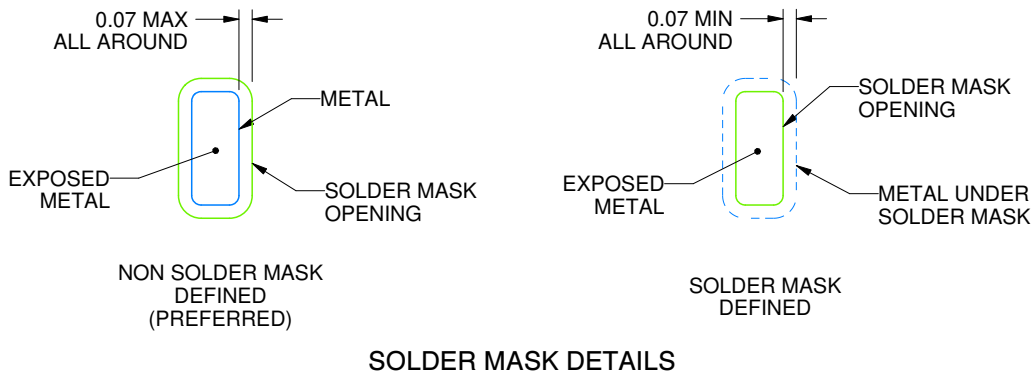 0.07 MAX
ALL AROUND
METAL
EXPOSED
METAL
SOLDER MASK
OPENING
NON SOLDER MASK
DEFINED
(PREFERRED)
0.07 MIN
ALL AROUND
SOLDER MASK
OPENING
EXPOSED
METAL
METAL UNDER
SOLDER MASK
SOLDER MASK
DEFINED
SOLDER MASK DETAILS